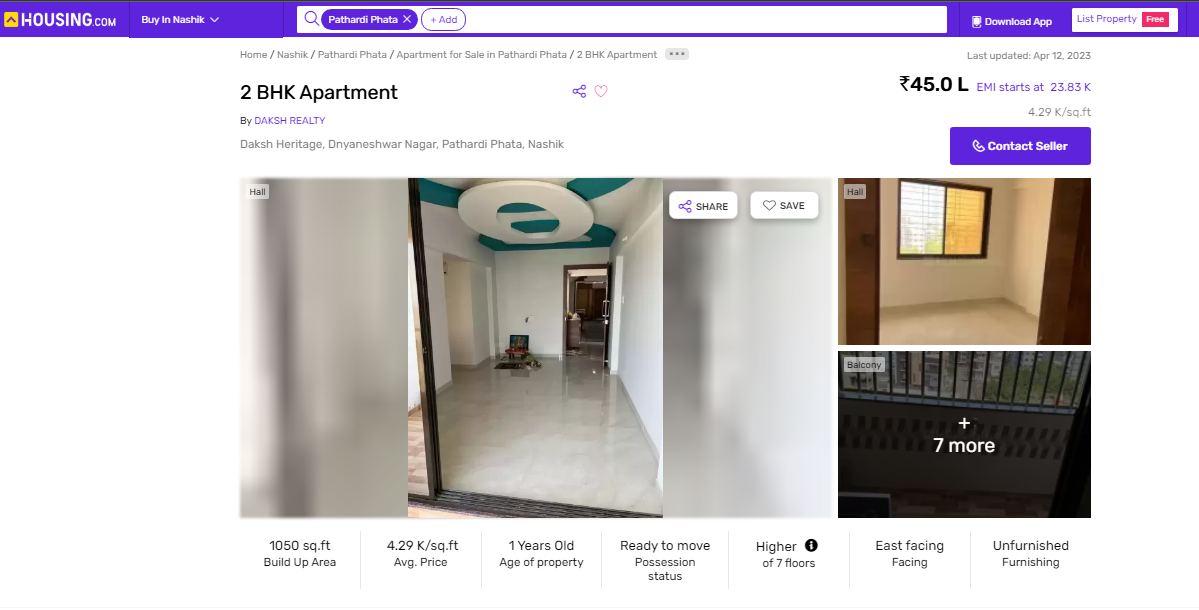 HOUSING.COM
Buy In Nashik
Pathardi Phata
+ Add
Download App
List Property Free
Home / Nashik / Pathardi Phata / Apartment for Sale in Pathardi Phata / 2 BHK Apartment
Last updated: Apr 12, 2023
2 BHK Apartment
₹45.0 L EMI starts at 23.83 K
4.29 K/sq.ft
By DAKSH REALTY
Daksh Heritage, Dnyaneshwar Nagar, Pathardi Phata, Nashik
Contact Seller
Hall
SHARE
SAVE
Hall
Balcony
+
7 more
1050 sq.ft
Build Up Area
4.29 K/sq.ft
Avg. Price
1 Years Old
Age of property
Ready to move
Possession
status
Higher
of 7 floors
East facing
Facing
Unfurnished
Furnishing